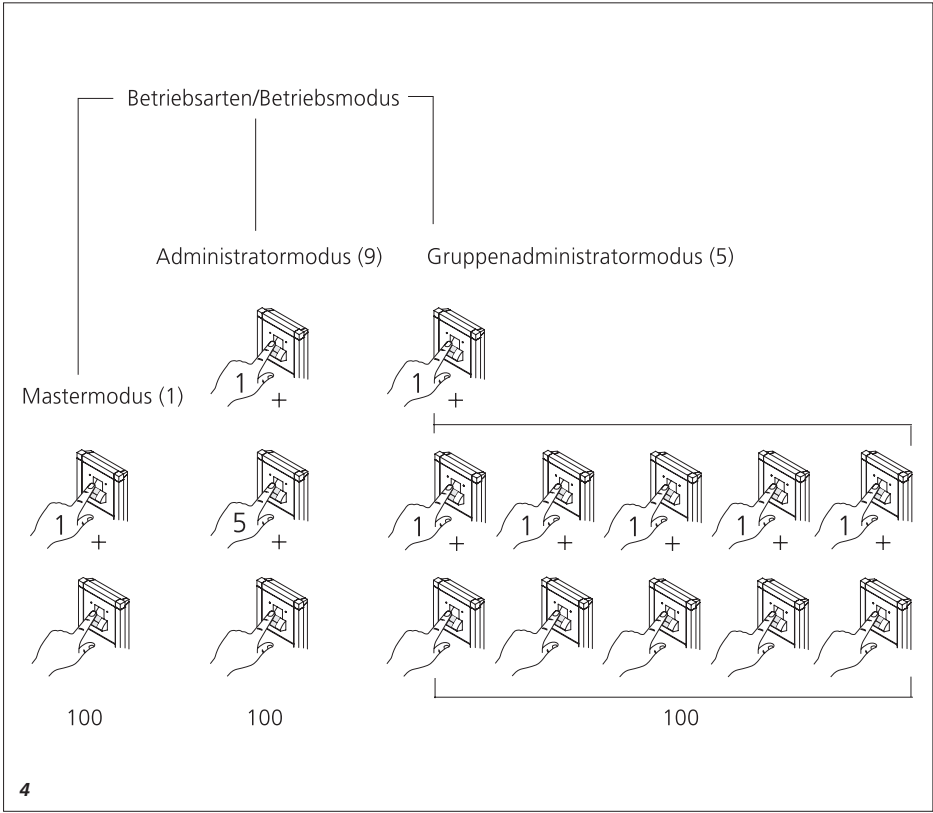 Betriebsarten/Betriebsmodus
Administratormodus (9) Gruppenadministratormodus (5)
1 + 1 +
Mastermodus (1)
1 + 5 + 1 + 1 + 1 + 1 + 1 +
100 100 100
4